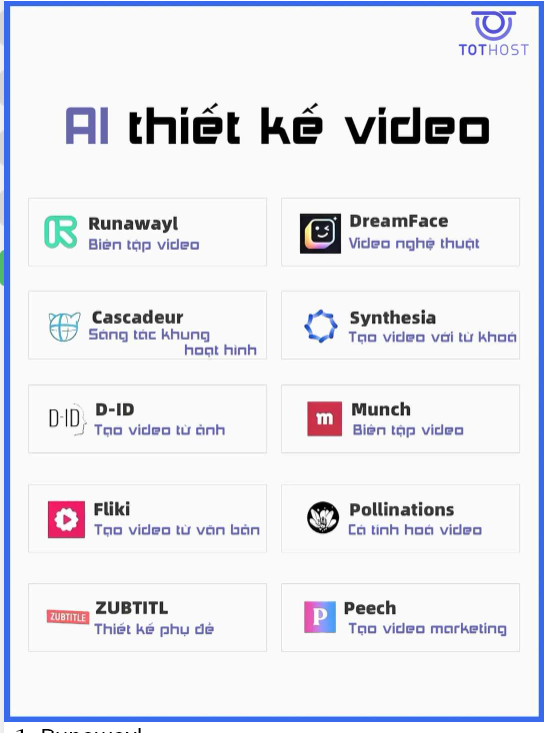 TOTHOST
AI thiết kế video
Runawayl
Biên tập video
DreamFace
Video nghệ thuật
Cascadeur
Sáng tác khung
hoạt hình
Synthesia
Tạo video với từ khoá
D-ID
D-ID
Tạo video từ ảnh
m
Munch
Biên tập video
Fliki
Tạo video từ văn bản
Pollinations
Cá tính hoá video
ZUBTITLE
ZUBTITL
Thiết kế phụ đề
P
Peech
Tạo video marketing